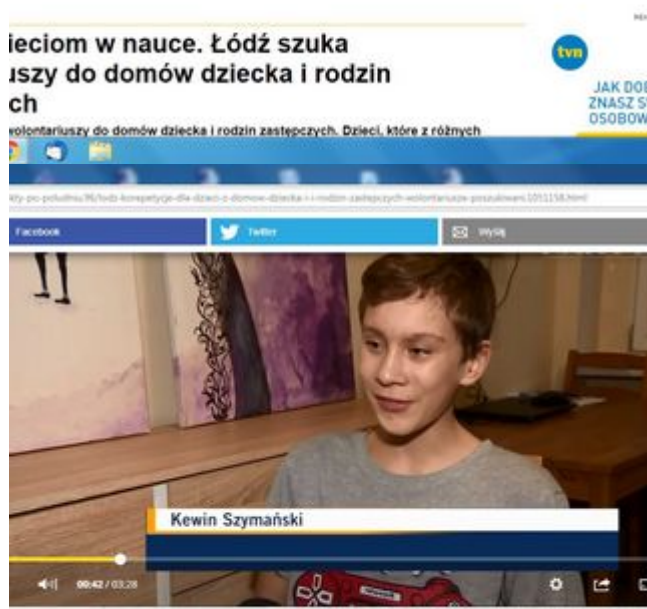 ieciom w nauce. Łódź szuka
uszy do domów dziecka i rodzin
ch
wolontariuszy do domów dziecka i rodzin zastępczych. Dzieci, które z różnych
tvn
JAK DOB
ZNASZ S
OSOBOW
Facebook
Twitter
Wyślij
Kewin Szymański
00:42 / 03:28